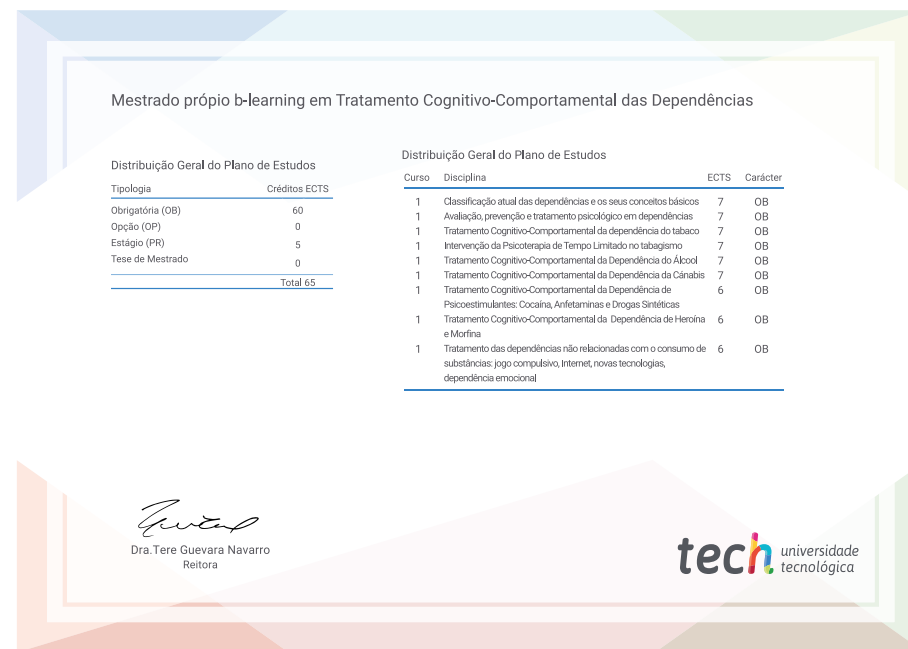 Mestrado própio b-learning em Tratamento Cognitivo-Comportamental das Dependências
Distribuição Geral do Plano de Estudos
Tipologia Créditos ECTS
Obrigatória (OB) 60
Opção (OP) 0
Estágio (PR) 5
Tese de Mestrado 0
Total 65
Distribuição Geral do Plano de Estudos
Curso Disciplina ECTS Carácter
1 Classificação atual das dependências e os seus conceitos básicos 7 OB
1 Avaliação, prevenção e tratamento psicológico em dependências 7 OB
1 Tratamento Cognitivo-Comportamental da dependência do tabaco 7 OB
1 Intervenção da Psicoterapia de Tempo Limitado no tabagismo 7 OB
1 Tratamento Cognitivo-Comportamental da Dependência do Álcool 7 OB
1 Tratamento Cognitivo-Comportamental da Dependência da Cánabis 7 OB
1 Tratamento Cognitivo-Comportamental da Dependência de 6 OB
Psicoestimulantes: Cocaína, Anfetaminas e Drogas Sintéticas
1 Tratamento Cognitivo-Comportamental da Dependência de Heroína 6 OB
e Morfina
1 Tratamento das dependências não relacionadas com o consumo de 6 OB
substâncias: jogo compulsivo, Internet, novas tecnologias,
dependência emocional
Dra.Tere Guevara Navarro
Reitora
tech universidade
tecnológica